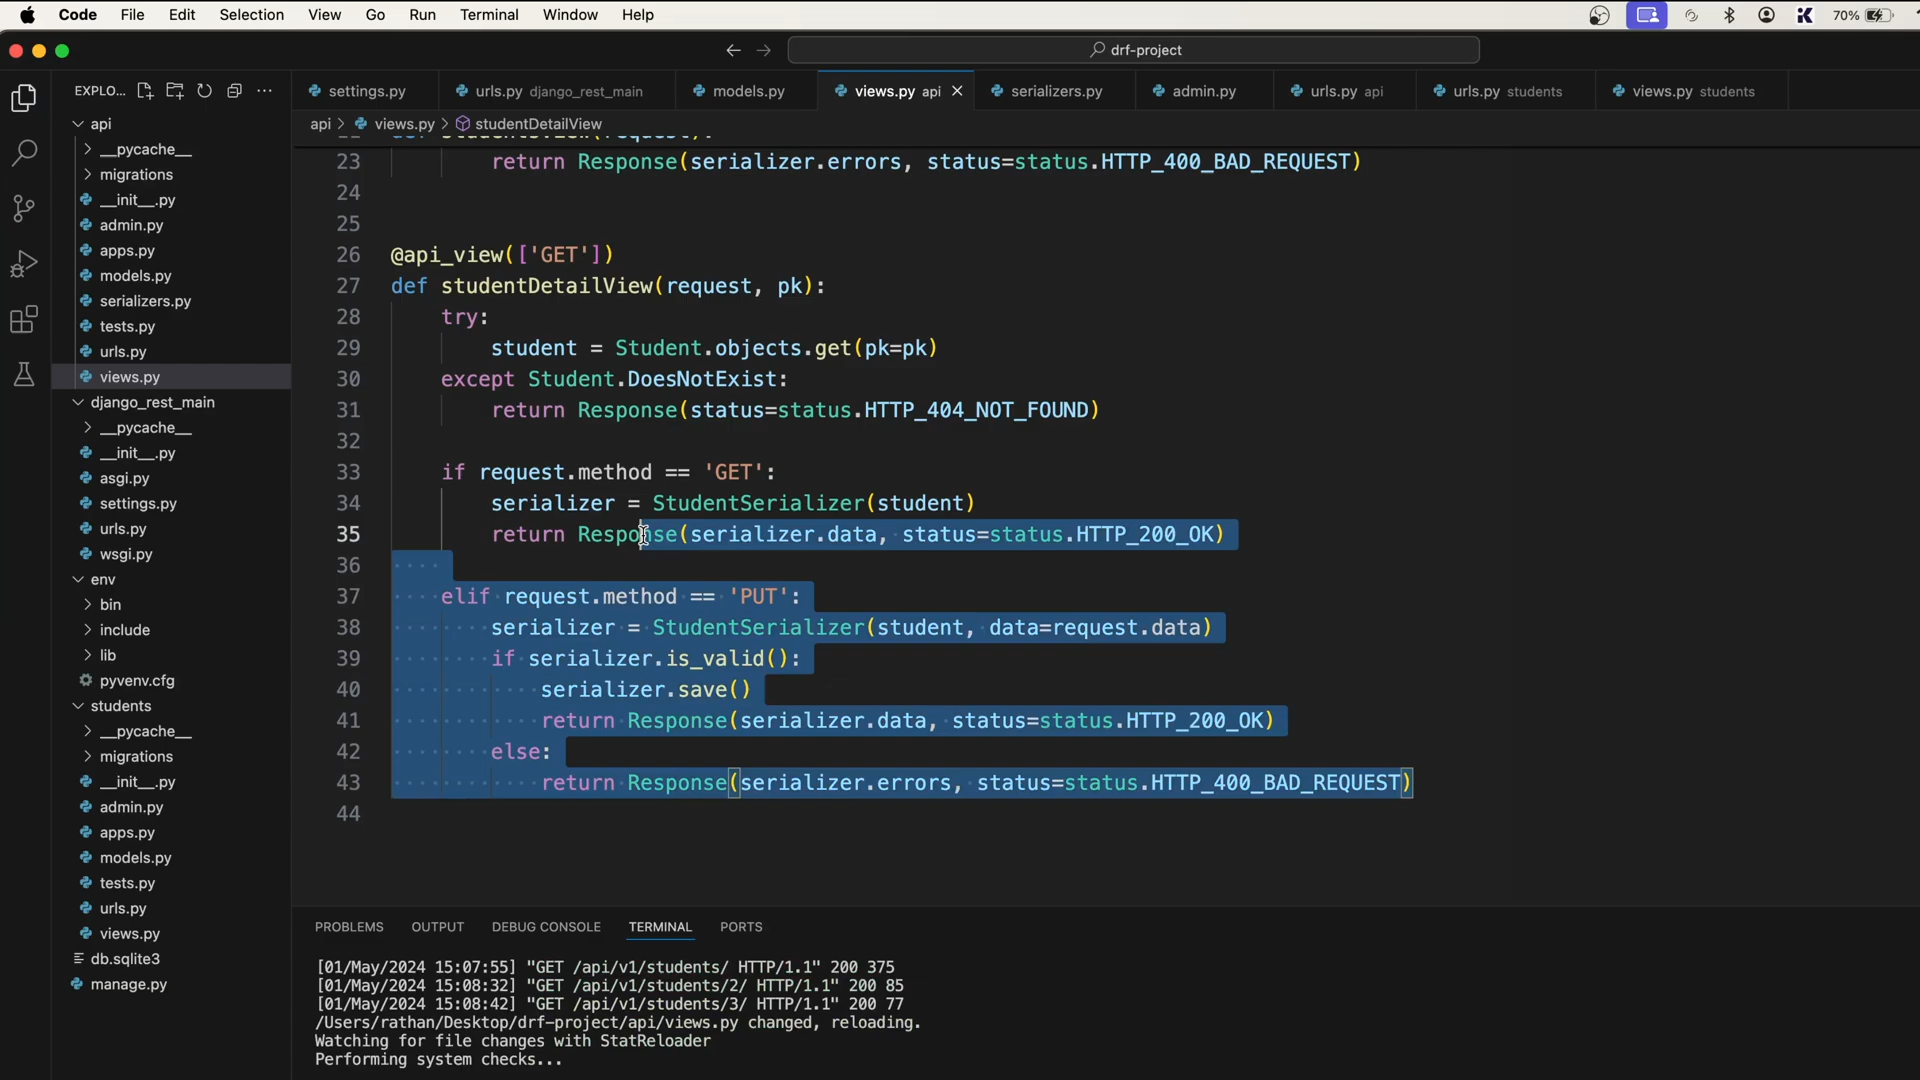 Code File Edit Selection View Go Run Terminal Window Help 70%
drf-project
EXPLO...
settings.py urls.py django_rest_main models.py views.py api serializers.py admin.py urls.py api urls.py students views.py students
api > views.py > studentDetailView
api
__pycache__
migrations
__init__.py
admin.py
apps.py
models.py
serializers.py
tests.py
urls.py
views.py
django_rest_main
__pycache__
__init__.py
asgi.py
settings.py
urls.py
wsgi.py
env
bin
include
lib
pyvenv.cfg
students
__pycache__
migrations
__init__.py
admin.py
apps.py
models.py
tests.py
urls.py
views.py
db.sqlite3
manage.py
23 return Response(serializer.errors, status=status.HTTP_400_BAD_REQUEST)
24
25
26 @api_view(['GET'])
27 def studentDetailView(request, pk):
28 try:
29 student = Student.objects.get(pk=pk)
30 except Student.DoesNotExist:
31 return Response(status=status.HTTP_404_NOT_FOUND)
32
33 if request.method == 'GET':
34 serializer = StudentSerializer(student)
35 return Response(serializer.data, status=status.HTTP_200_OK)
36
37 elif request.method == 'PUT':
38 serializer = StudentSerializer(student, data=request.data)
39 if serializer.is_valid():
40 serializer.save()
41 return Response(serializer.data, status=status.HTTP_200_OK)
42 else:
43 return Response(serializer.errors, status=status.HTTP_400_BAD_REQUEST)
44
PROBLEMS OUTPUT DEBUG CONSOLE TERMINAL PORTS
[01/May/2024 15:07:55] "GET /api/v1/students/ HTTP/1.1" 200 375
[01/May/2024 15:08:32] "GET /api/v1/students/2/ HTTP/1.1" 200 85
[01/May/2024 15:08:42] "GET /api/v1/students/3/ HTTP/1.1" 200 77
/Users/rathan/Desktop/drf-project/api/views.py changed, reloading.
Watching for file changes with StatReloader
Performing system checks...